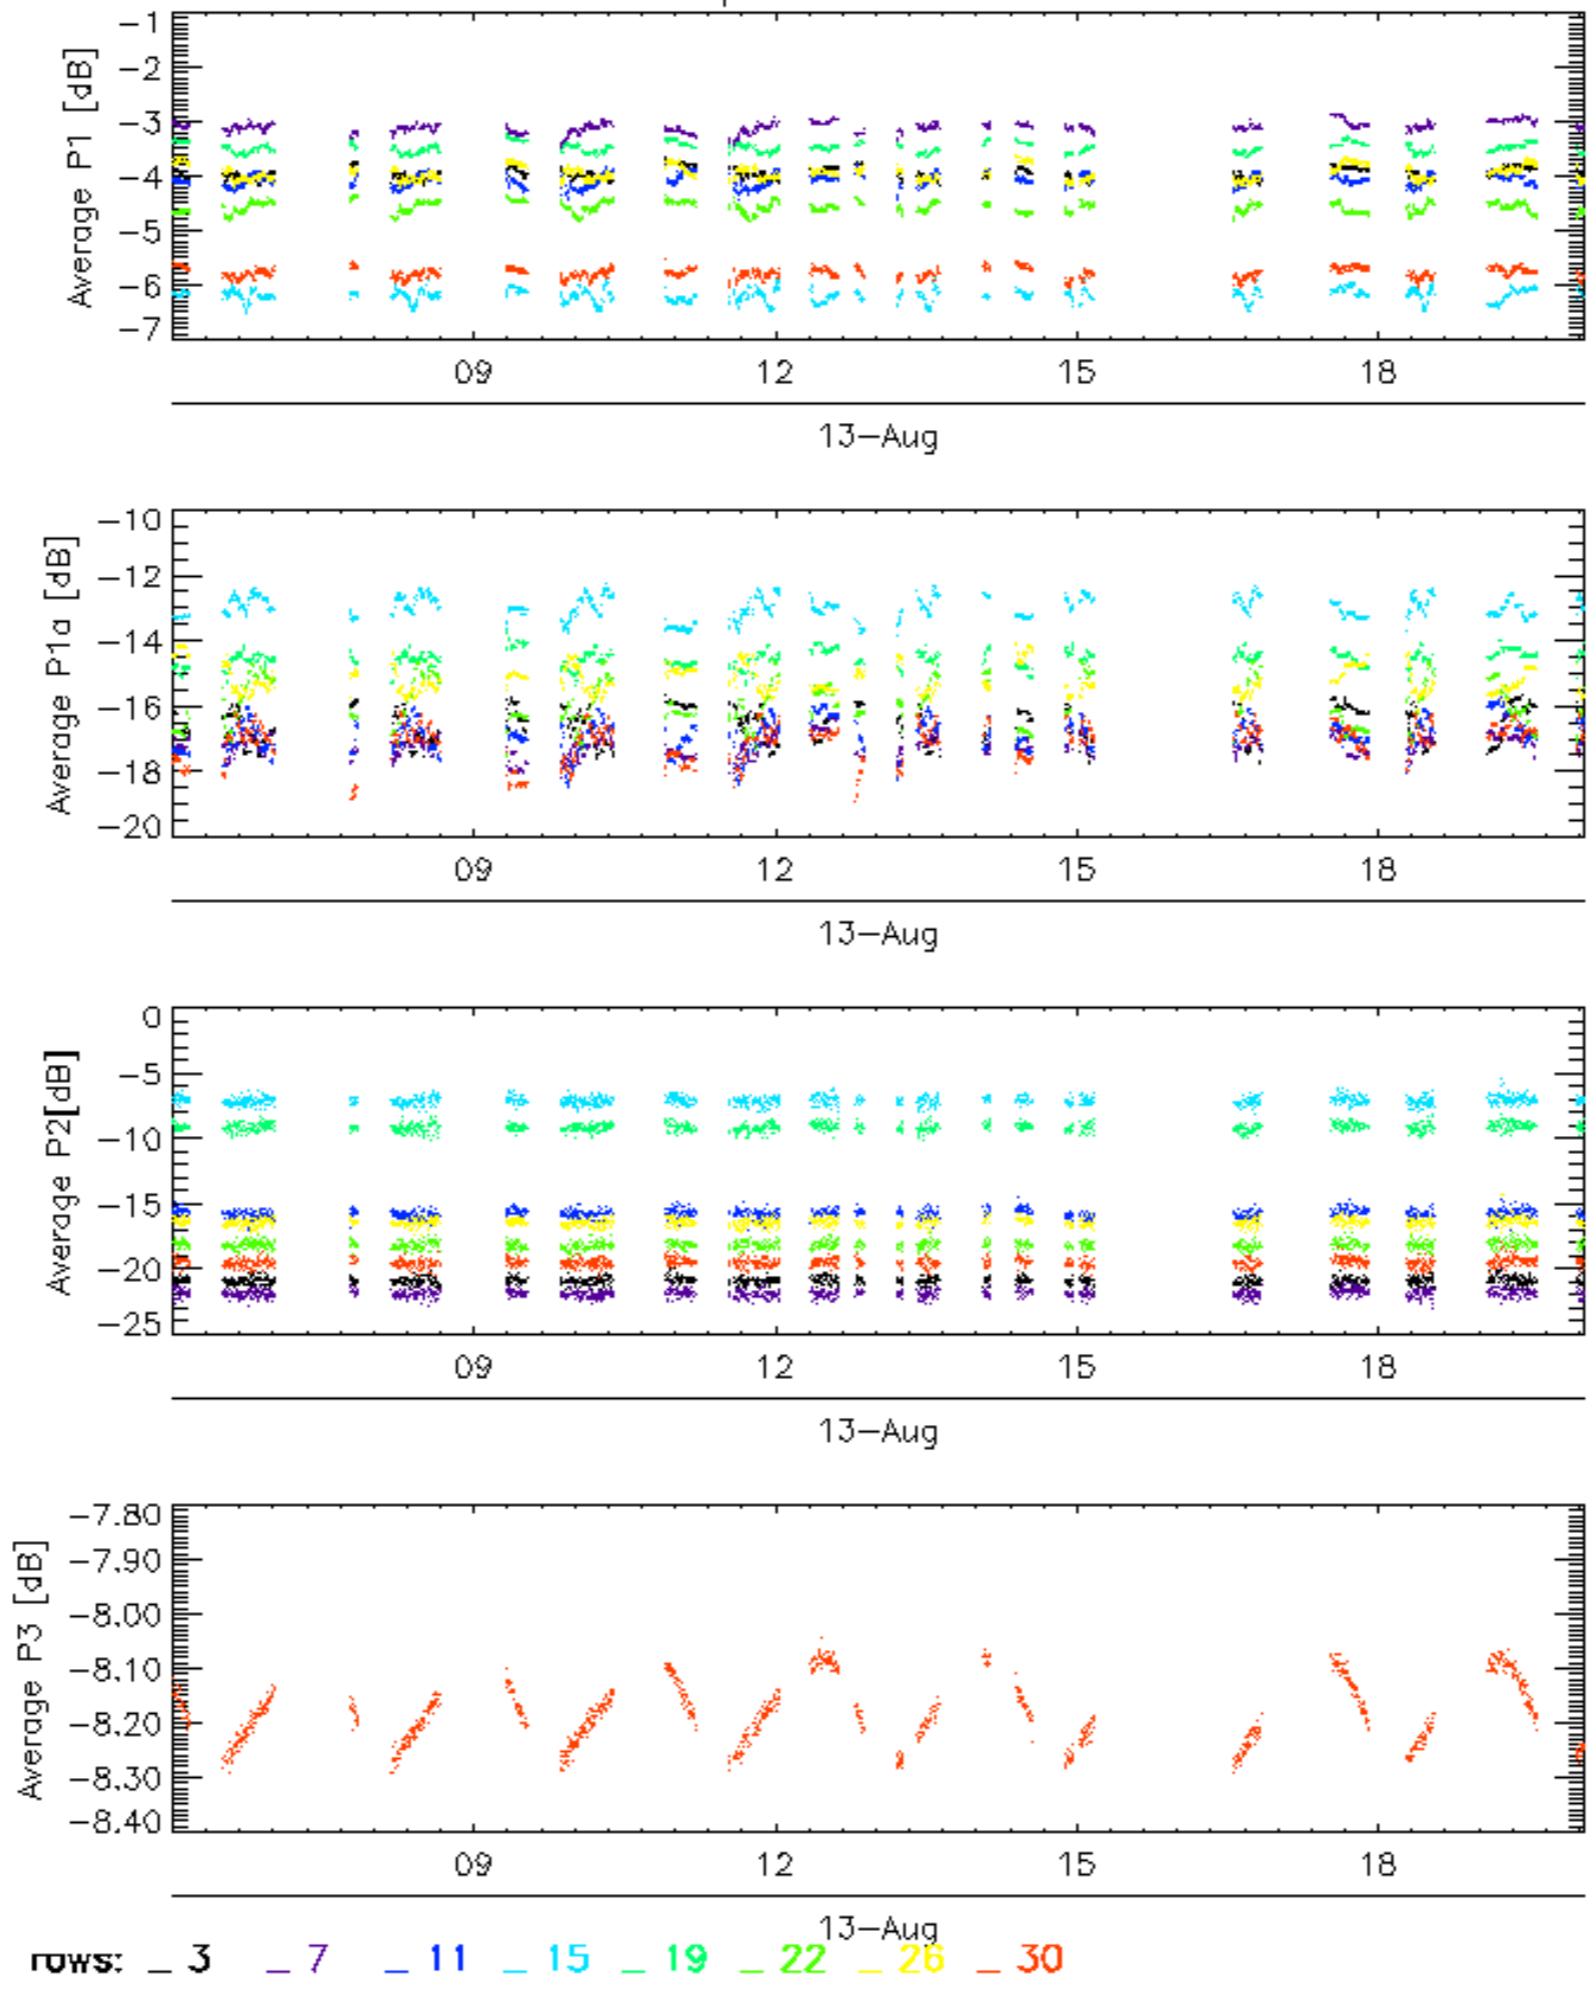 Average P1 [dB]
-1
-2
-3
-4
-5
-6
-7
09 12 15 18
13-Aug
Average P1a [dB]
-10
-12
-14
-16
-18
-20
09 12 15 18
13-Aug
Average P2[dB]
0
-5
-10
-15
-20
-25
09 12 15 18
13-Aug
Average P3 [dB]
-7.80
-7.90
-8.00
-8.10
-8.20
-8.30
-8.40
09 12 15 18
13-Aug
rows: _ 3 _ 7 _ 11 _ 15 _ 19 _ 22 _ 26 _ 30